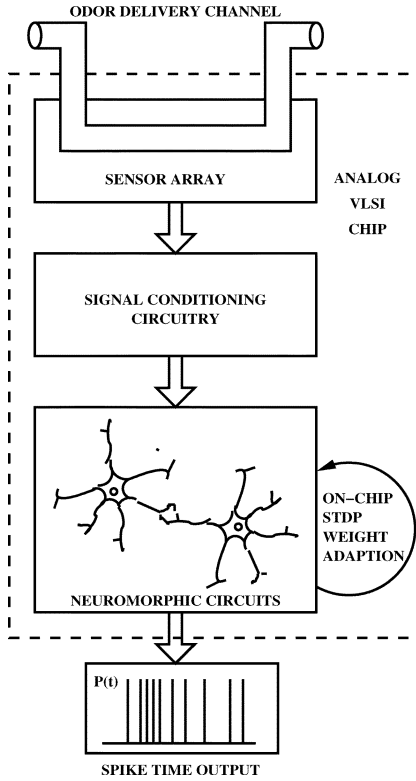 ODOR DELIVERY CHANNEL
SENSOR ARRAY
ANALOG
VLSI
CHIP
SIGNAL CONDITIONING
CIRCUITRY
ON−CHIP
STDP
WEIGHT
ADAPTION
NEUROMORPHIC CIRCUITS
P(t)
SPIKE TIME OUTPUT